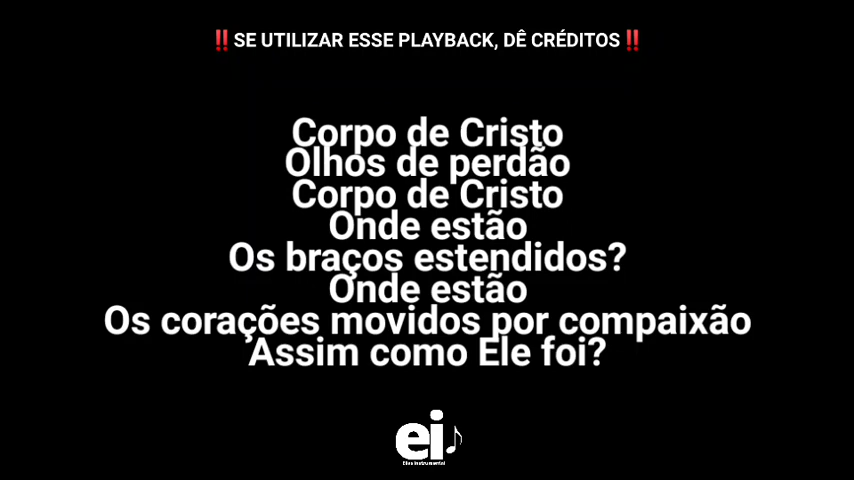 ‼️SE UTILIZAR ESSE PLAYBACK, DÊ CRÉDITOS‼️
Corpo de Cristo
Olhos de perdão
Corpo de Cristo
Onde estão
Os braços estendidos?
Onde estão
Os corações movidos por compaixão
Assim como Ele foi?
ei